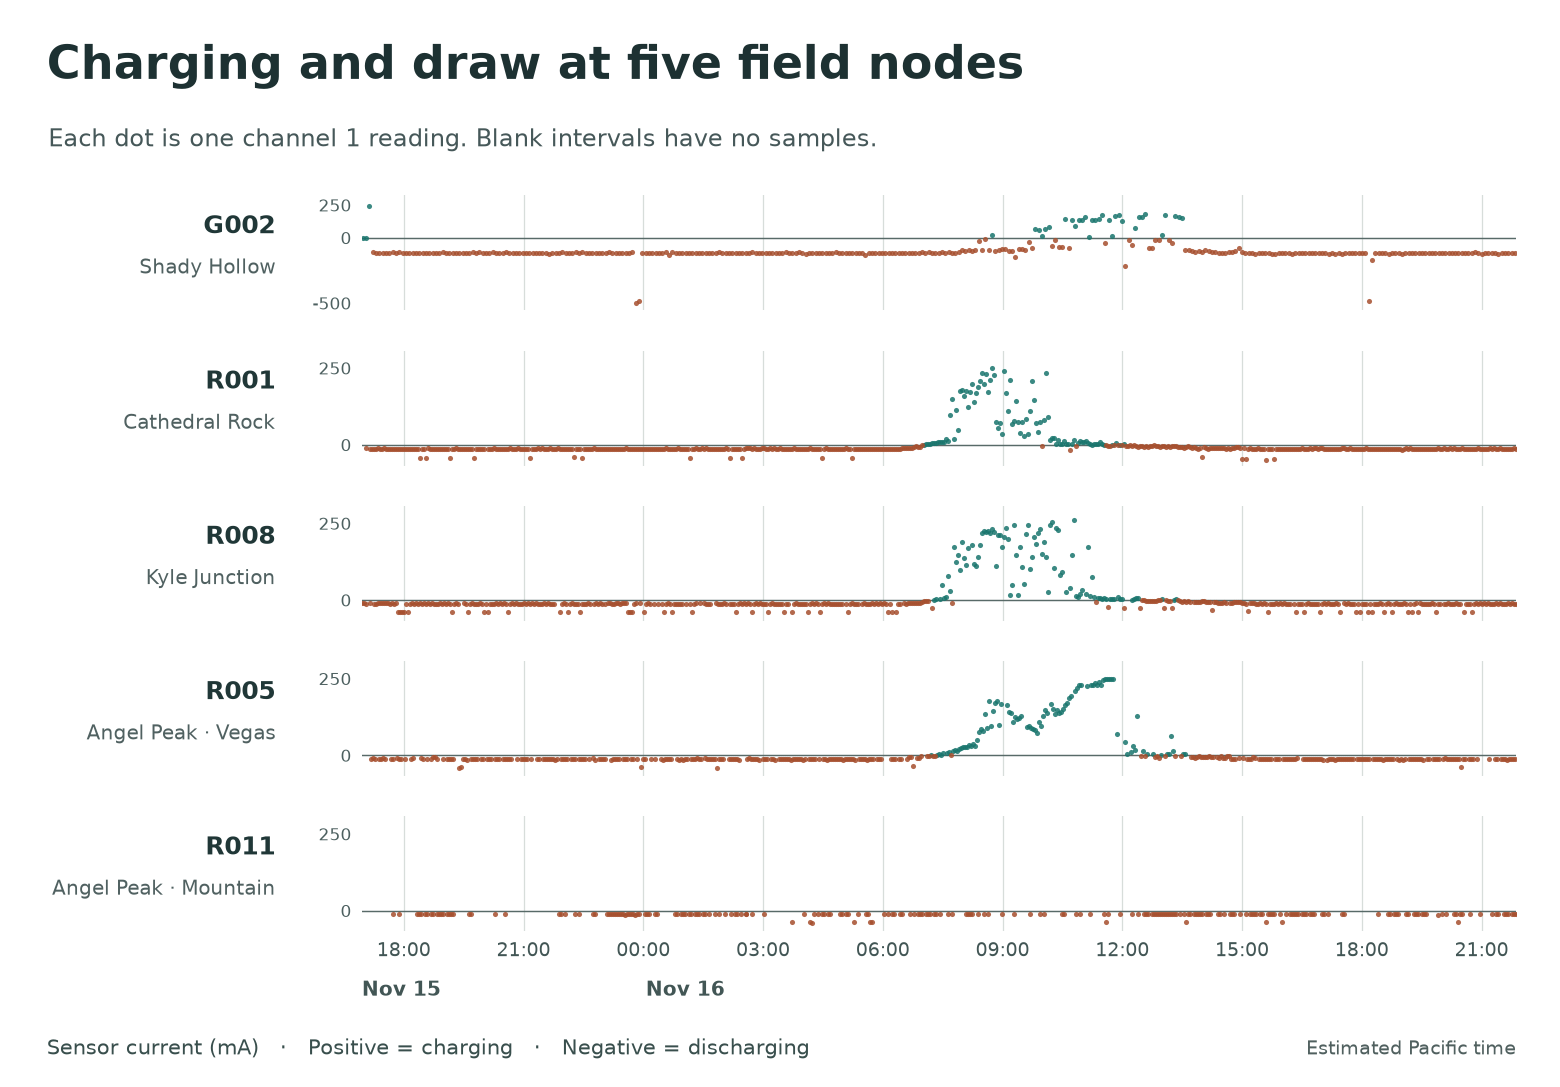 Charging and draw at five field nodes
Each dot is one channel 1 reading. Blank intervals have no samples.
G002
Shady Hollow
250
0
-500
R001
Cathedral Rock
250
0
R008
Kyle Junction
250
0
R005
Angel Peak · Vegas
250
0
R011
Angel Peak · Mountain
250
0
18:00 21:00 00:00 03:00 06:00 09:00 12:00 15:00 18:00 21:00
Nov 15 Nov 16
Sensor current (mA) · Positive = charging · Negative = discharging
Estimated Pacific time